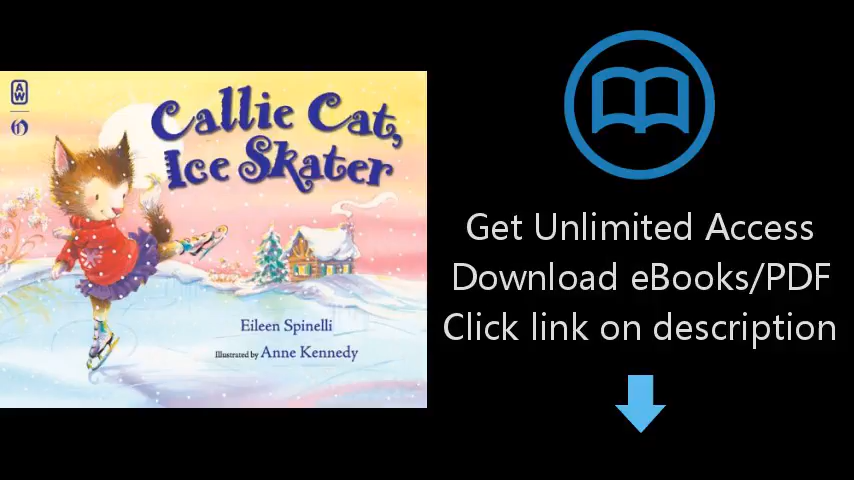 AW
Callie Cat,
Ice Skater
Eileen Spinelli
Illustrated by Anne Kennedy
Get Unlimited Access
Download eBooks/PDF
Click link on description